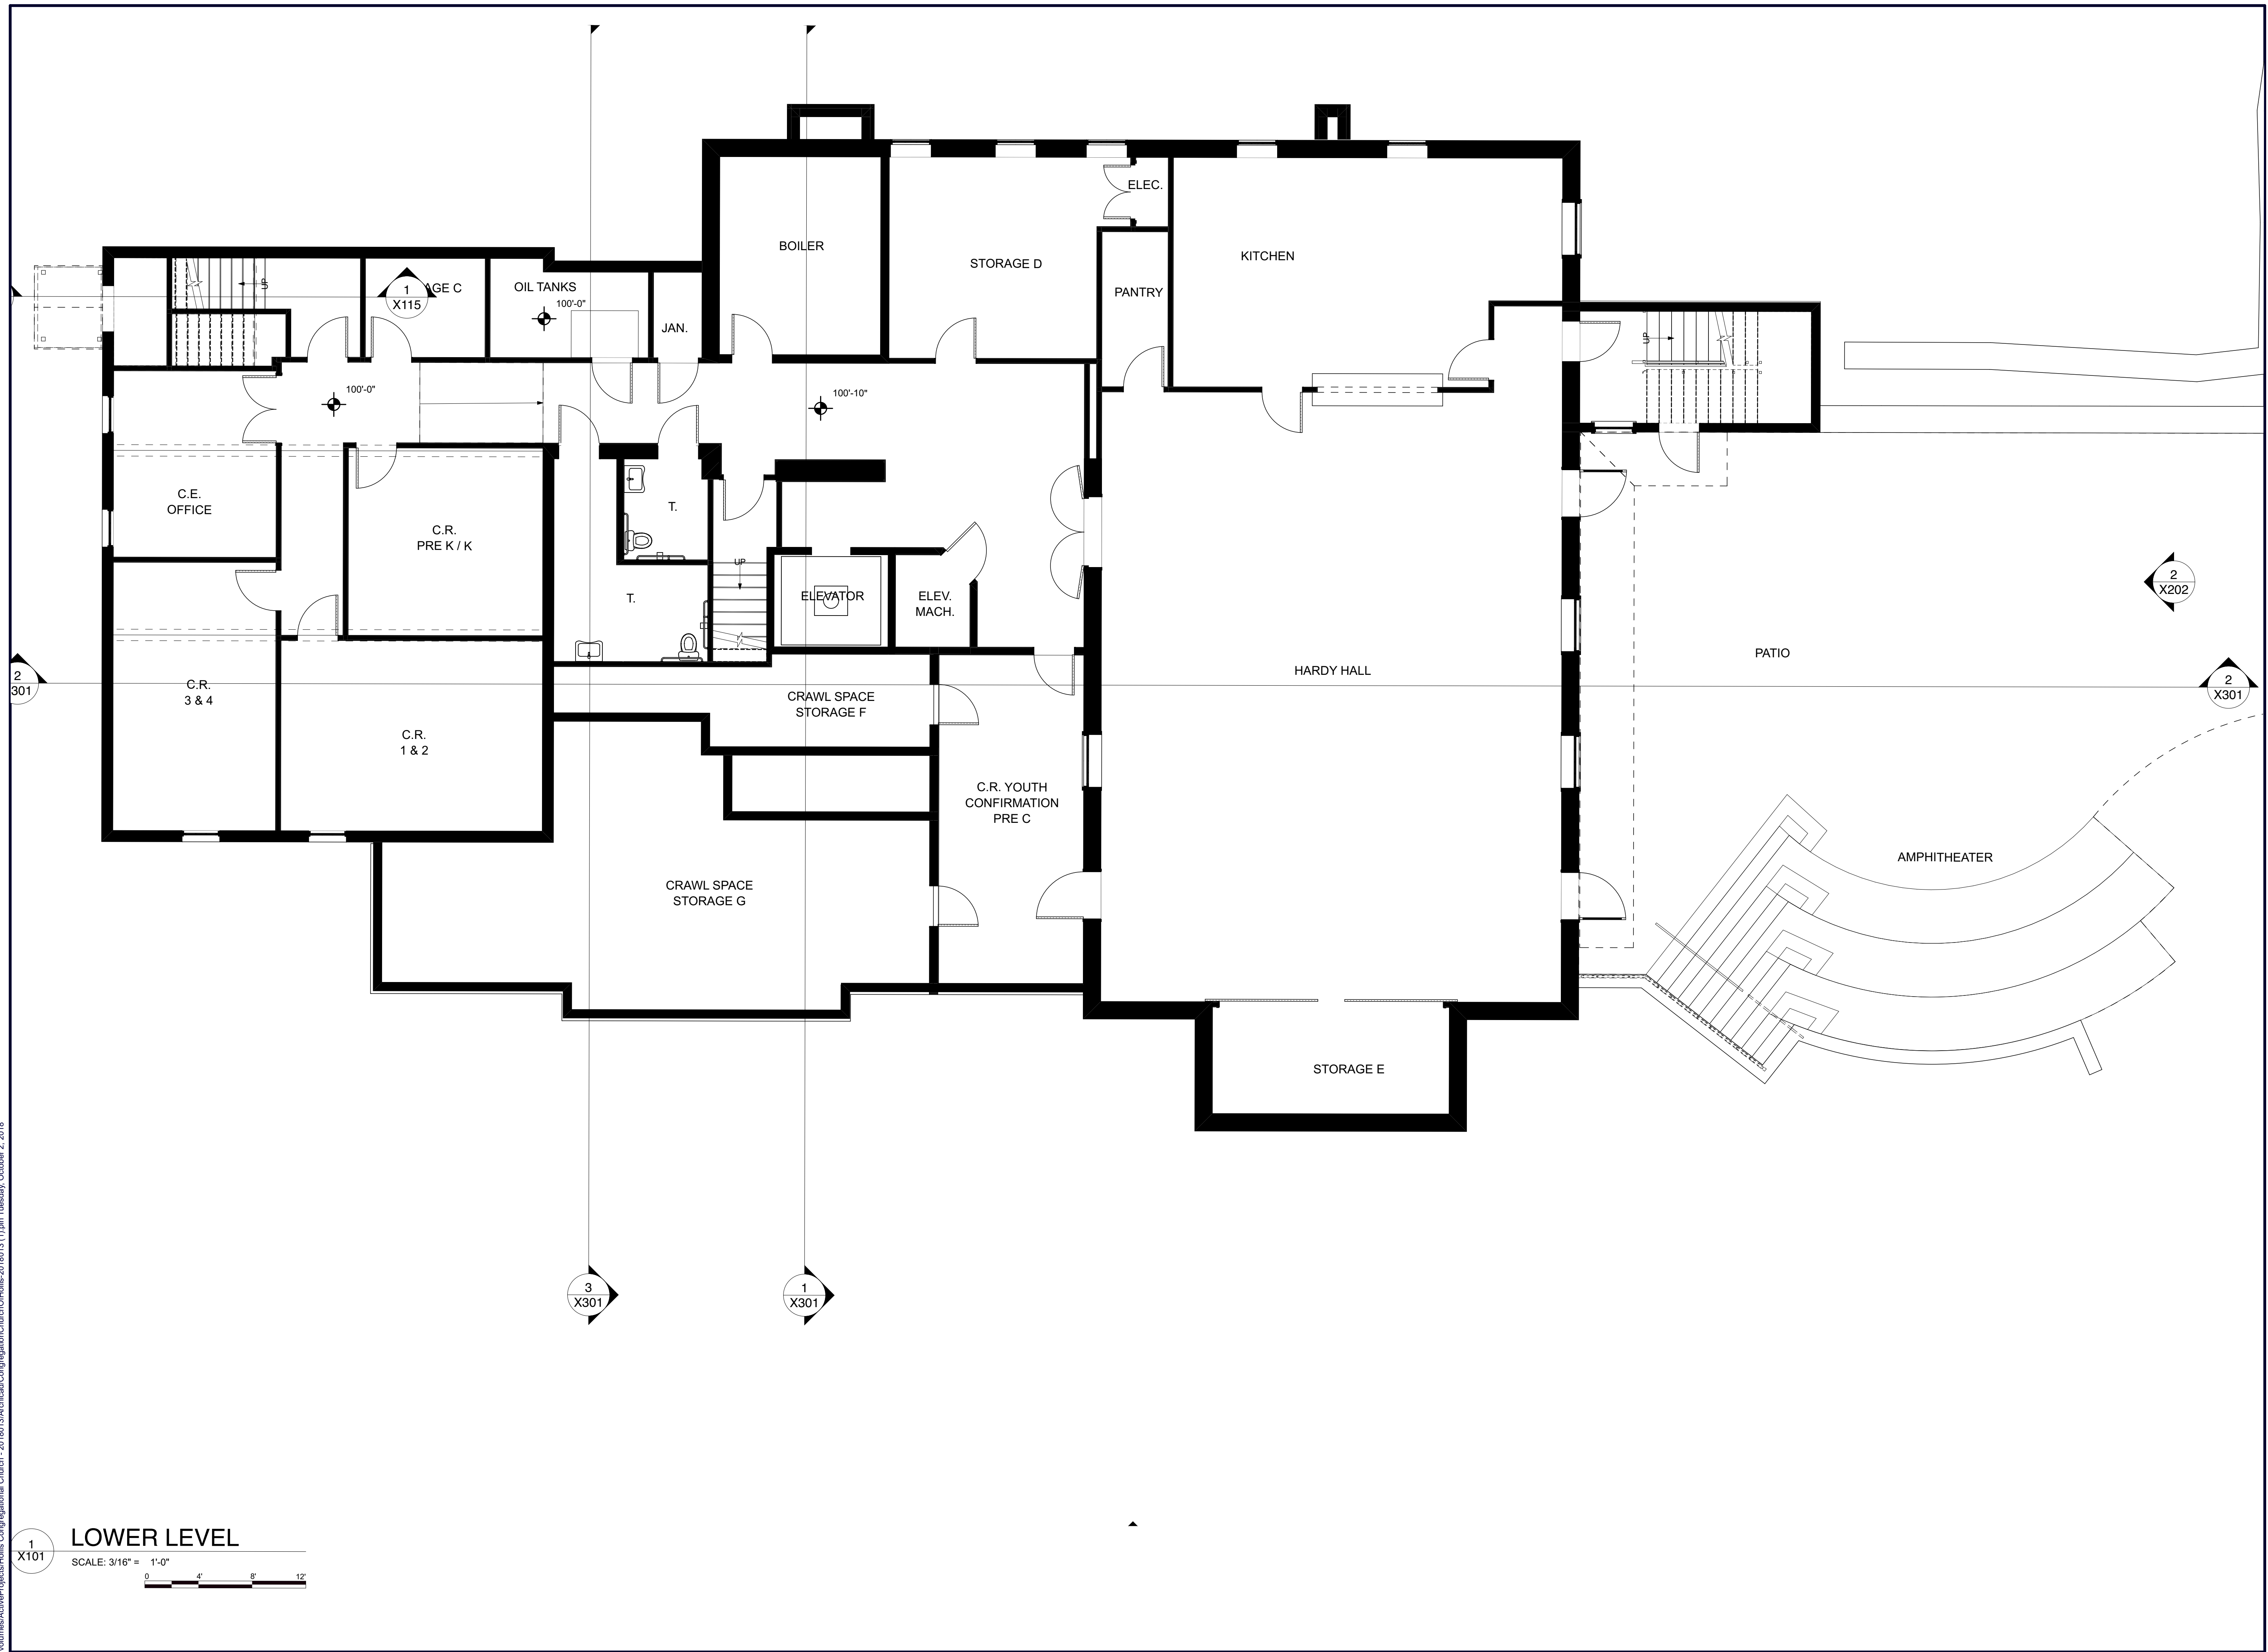 BOILER
STORAGE D
ELEC.
KITCHEN
PANTRY
UP
1
X115
AGE C
OIL TANKS
100'-0"
JAN.
UP
100'-0"
100'-10"
C.E.
OFFICE
C.R.
PRE K / K
T.
UP
T.
ELEVATOR
ELEV.
MACH.
2
X202
PATIO
HARDY HALL
2
301
2
X301
C.R.
3 & 4
CRAWL SPACE
STORAGE F
C.R.
1 & 2
C.R. YOUTH
CONFIRMATION
PRE C
AMPHITHEATER
CRAWL SPACE
STORAGE G
STORAGE E
3
X301
1
X301
1
X101
LOWER LEVEL
SCALE: 3/16" = 1'-0"
0 4' 8' 12'